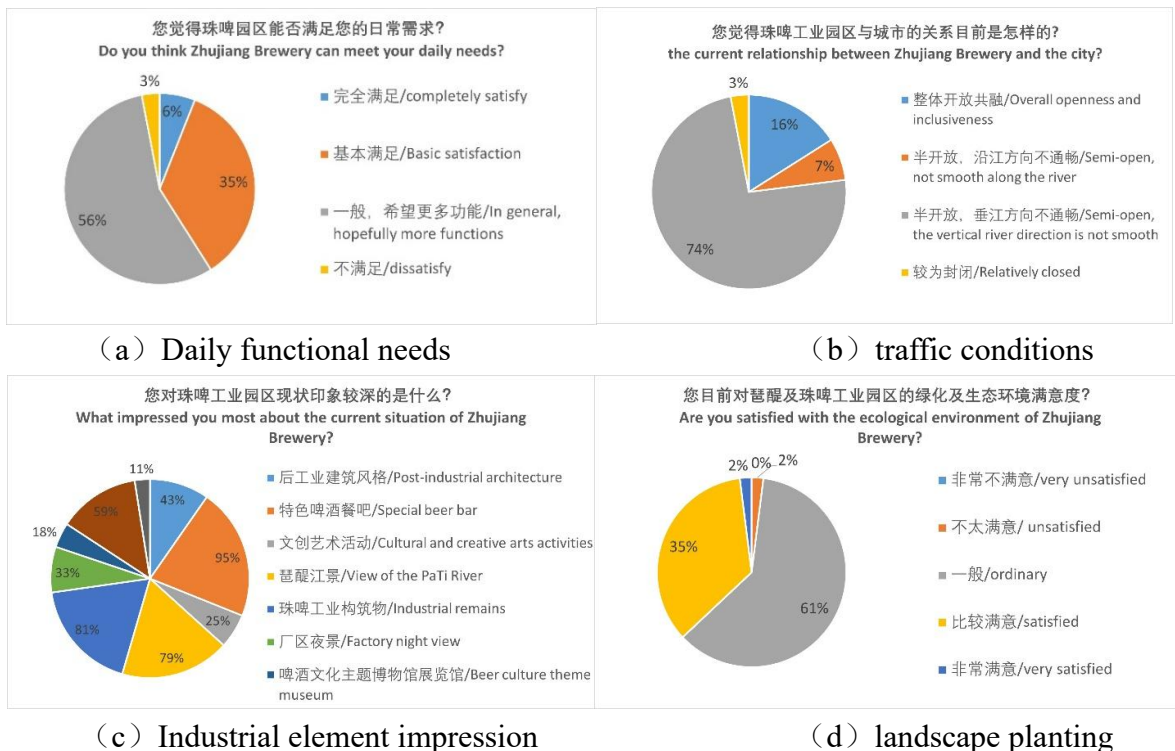 您觉得珠啤园区能否满足您的日常需求?
Do you think Zhujiang Brewery can meet your daily needs?
3%
6%
35%
56%
完全满足/completely satisfy
基本满足/Basic satisfaction
一般，希望更多功能/In general,
hopefully more functions
不满足/dissatisfy
（a）Daily functional needs
您觉得珠啤工业园区与城市的关系目前是怎样的?
the current relationship between Zhujiang Brewery and the city?
3%
16%
7%
74%
整体开放共融/Overall openness and
inclusiveness
半开放，沿江方向不通畅/Semi-open,
not smooth along the river
半开放，垂江方向不通畅/Semi-open,
the vertical river direction is not smooth
较为封闭/Relatively closed
（b）traffic conditions
您对珠啤工业园区现状印象较深的是什么?
What impressed you most about the current situation of Zhujiang
Brewery?
11%
43%
59%
95%
18%
33%
25%
81%
79%
后工业建筑风格/Post-industrial architecture
特色啤酒餐吧/Special beer bar
文创艺术活动/Cultural and creative arts activities
琶醍江景/View of the PaTi River
珠啤工业构筑物/Industrial remains
厂区夜景/Factory night view
啤酒文化主题博物馆展览馆/Beer culture theme
museum
（c）Industrial element impression
您目前对琶醍及珠啤工业园区的绿化及生态环境满意度?
Are you satisfied with the ecological environment of Zhujiang
Brewery?
2%
0%
2%
35%
61%
非常不满意/very unsatisfied
不太满意/ unsatisfied
一般/ordinary
比较满意/satisfied
非常满意/very satisfied
（d）landscape planting